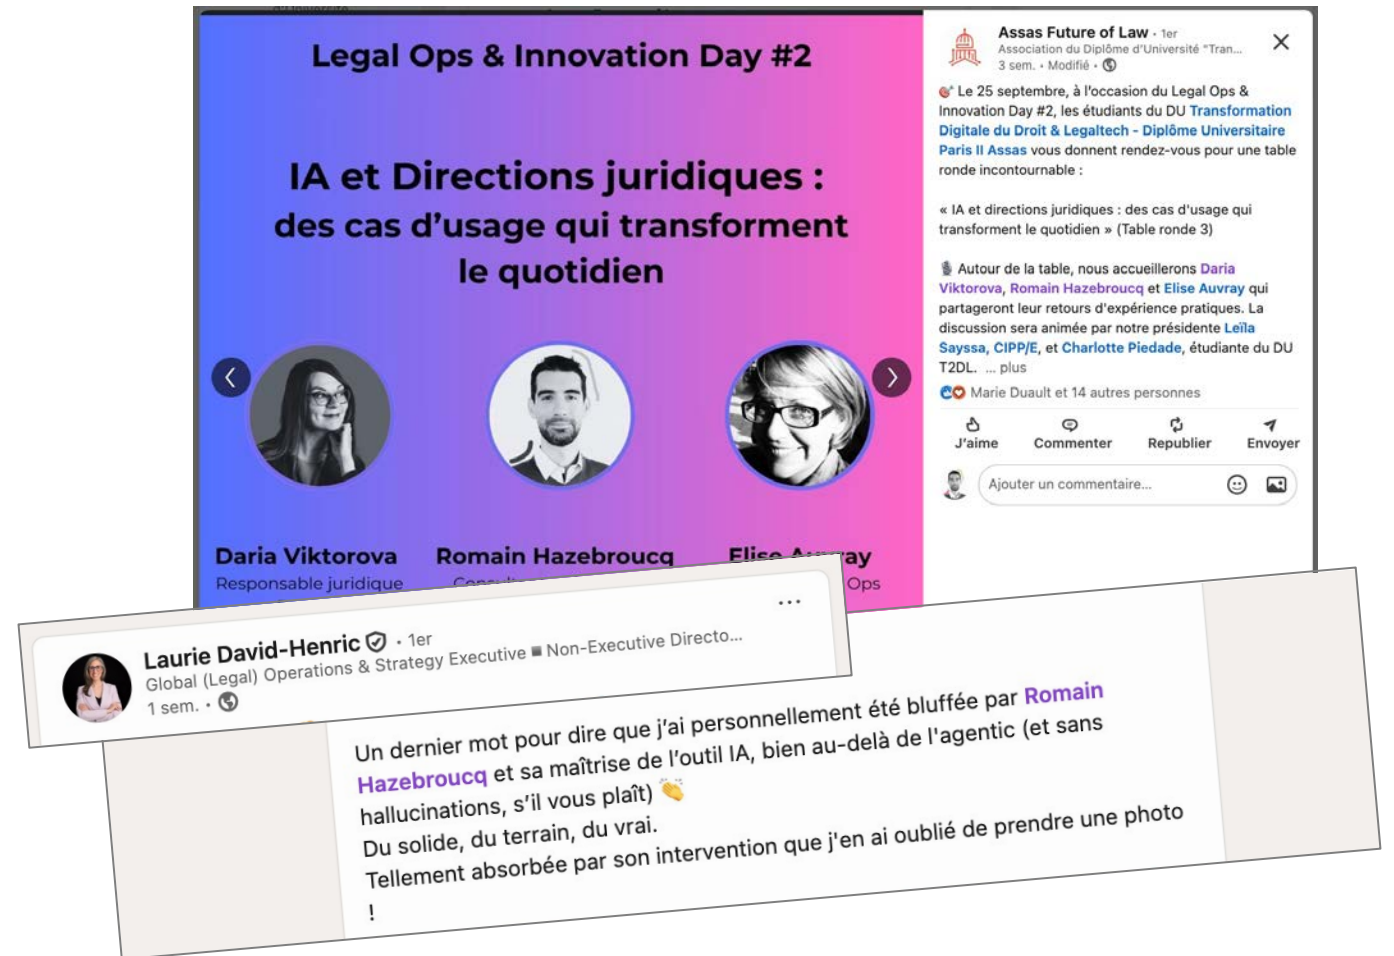 Legal Ops & Innovation Day #2
IA et Directions juridiques :
des cas d'usage qui transforment
le quotidien
Daria Viktorova
Responsable juridique
Romain Hazebroucq
Elise Auvray
Ops
Assas Future of Law • 1er
Association du Diplôme d'Université "Tran...
3 sem. • Modifié •
🎯 Le 25 septembre, à l'occasion du Legal Ops &
Innovation Day #2, les étudiants du DU Transformation
Digitale du Droit & Legaltech - Diplôme Universitaire
Paris II Assas vous donnent rendez-vous pour une table
ronde incontournable :
« IA et directions juridiques : des cas d'usage qui
transforment le quotidien » (Table ronde 3)
🎙️ Autour de la table, nous accueillerons Daria
Viktorova, Romain Hazebroucq et Elise Auvray qui
partageront leur retours d'expérience pratiques. La
discussion sera animée par notre présidente Leïla
Sayssa, CIPP/E, et Charlotte Piedade, étudiante du DU
T2DL. ... plus
Marie Duault et 14 autres personnes
J'aime Commenter Republier Envoyer
Ajouter un commentaire...
Laurie David-Henric • 1er
Global (Legal) Operations & Strategy Executive ■ Non-Executive Directo...
1 sem. •
Un dernier mot pour dire que j'ai personnellement été bluffée par Romain
Hazebroucq et sa maîtrise de l'outil IA, bien au-delà de l'agentic (et sans
hallucinations, s'il vous plaît) 👏
Du solide, du terrain, du vrai.
Tellement absorbée par son intervention que j'en ai oublié de prendre une photo
!